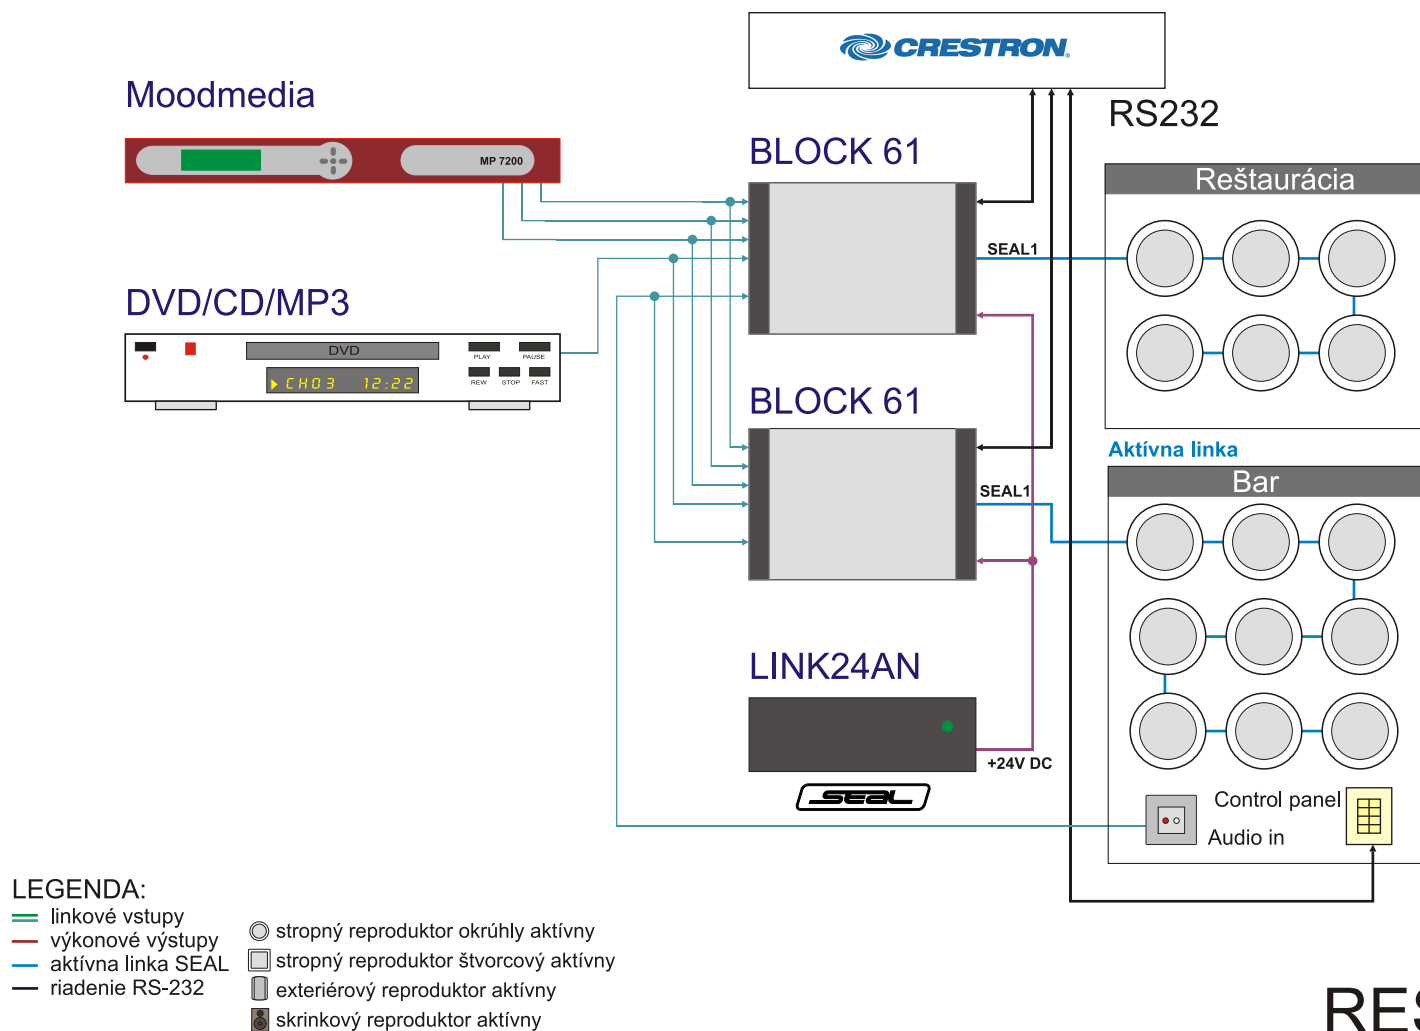 CRESTRON
Moodmedia
RS232
MP 7200
BLOCK 61
Reštaurácia
SEAL1
DVD/CD/MP3
DVD
PLAY PAUSE
CH03 12:22
REW STOP FAST
BLOCK 61
Aktívna linka
Bar
SEAL1
LINK24AN
+24V DC
SEAL
Control panel
Audio in
LEGENDA:
linkové vstupy
výkonové výstupy
aktívna linka SEAL
riadenie RS-232
stropný reproduktor okrúhly aktívny
stropný reproduktor štvorcový aktívny
exteriérový reproduktor aktívny
skrinkový reproduktor aktívny